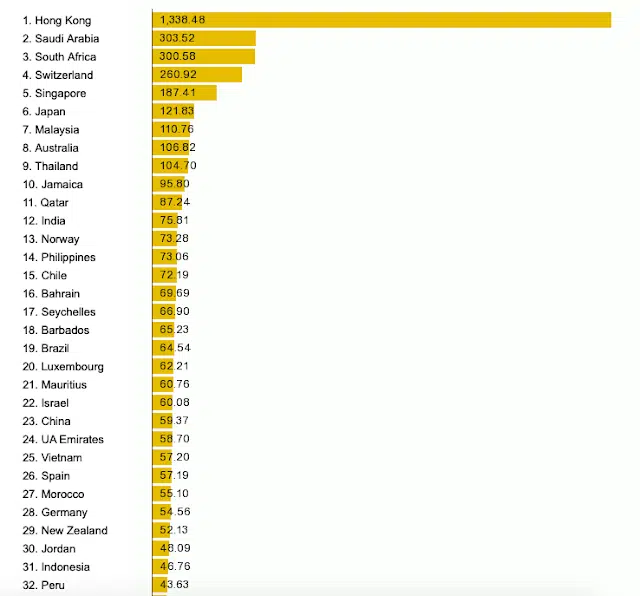 1. Hong Kong 1,338.48
2. Saudi Arabia 303.52
3. South Africa 300.58
4. Switzerland 260.92
5. Singapore 187.41
6. Japan 121.83
7. Malaysia 110.76
8. Australia 106.82
9. Thailand 104.70
10. Jamaica 95.80
11. Qatar 87.24
12. India 75.81
13. Norway 73.28
14. Philippines 73.06
15. Chile 72.19
16. Bahrain 69.69
17. Seychelles 66.90
18. Barbados 65.23
19. Brazil 64.54
20. Luxembourg 62.21
21. Mauritius 60.76
22. Israel 60.08
23. China 59.37
24. UA Emirates 58.70
25. Vietnam 57.20
26. Spain 57.19
27. Morocco 55.10
28. Germany 54.56
29. New Zealand 52.13
30. Jordan 48.09
31. Indonesia 46.76
32. Peru 43.63